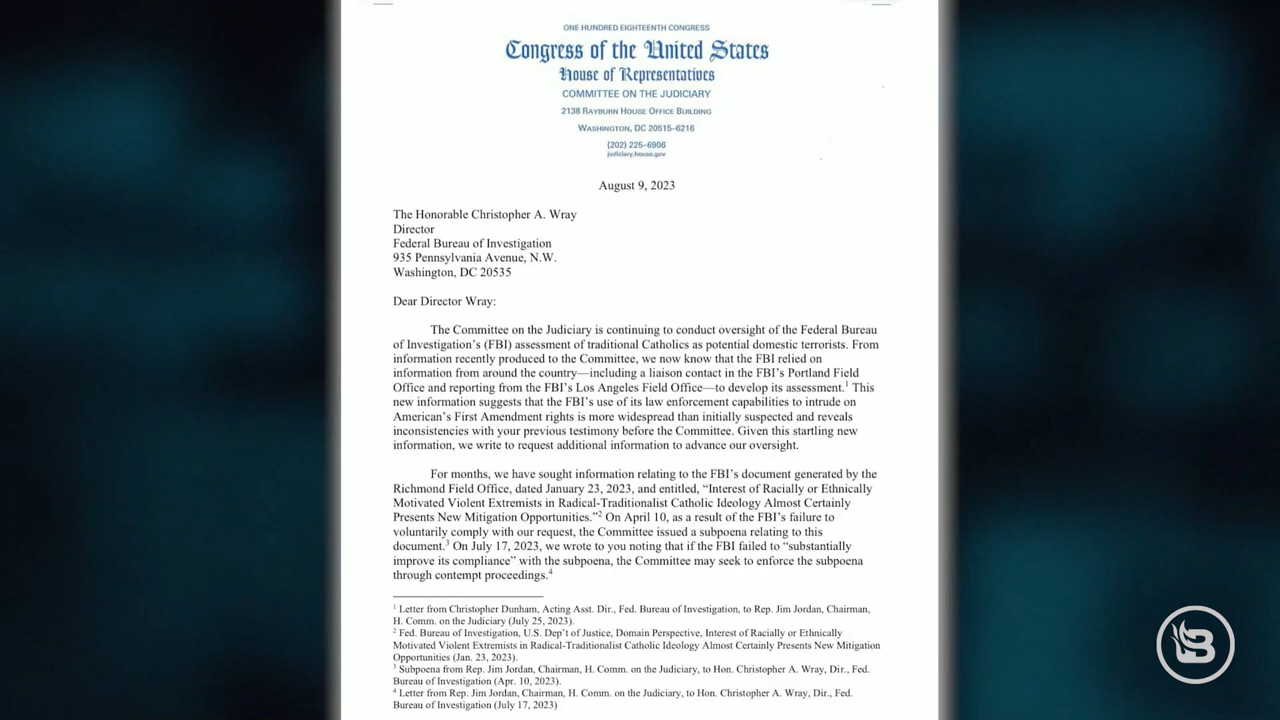 ONE HUNDRED EIGHTEENTH CONGRESS
Congress of the United States
House of Representatives
COMMITTEE ON THE JUDICIARY
2138 RAYBURN HOUSE OFFICE BUILDING
WASHINGTON, DC 20515–6216
(202) 225–6906
judiciary.house.gov
August 9, 2023
The Honorable Christopher A. Wray
Director
Federal Bureau of Investigation
935 Pennsylvania Avenue, N.W.
Washington, DC 20535
Dear Director Wray:
The Committee on the Judiciary is continuing to conduct oversight of the Federal Bureau
of Investigation’s (FBI) assessment of traditional Catholics as potential domestic terrorists. From
information recently produced to the Committee, we now know that the FBI relied on
information from around the country—including a liaison contact in the FBI’s Portland Field
Office and reporting from the FBI’s Los Angeles Field Office—to develop its assessment.¹ This
new information suggests that the FBI’s use of its law enforcement capabilities to intrude on
American’s First Amendment rights is more widespread than initially suspected and reveals
inconsistencies with your previous testimony before the Committee. Given this startling new
information, we write to request additional information to advance our oversight.
For months, we have sought information relating to the FBI’s document generated by the
Richmond Field Office, dated January 23, 2023, and entitled, “Interest of Racially or Ethnically
Motivated Violent Extremists in Radical-Traditionalist Catholic Ideology Almost Certainly
Presents New Mitigation Opportunities.”² On April 10, as a result of the FBI’s failure to
voluntarily comply with our request, the Committee issued a subpoena relating to this
document.³ On July 17, 2023, we wrote to you noting that if the FBI failed to “substantially
improve its compliance” with the subpoena, the Committee may seek to enforce the subpoena
through contempt proceedings.⁴
¹ Letter from Christopher Dunham, Acting Asst. Dir., Fed. Bureau of Investigation, to Rep. Jim Jordan, Chairman,
H. Comm. on the Judiciary (July 25, 2023).
² Fed. Bureau of Investigation, U.S. Dep’t of Justice, Domain Perspective, Interest of Racially or Ethnically
Motivated Violent Extremists in Radical-Traditionalist Catholic Ideology Almost Certainly Presents New Mitigation
Opportunities (Jan. 23, 2023).
³ Subpoena from Rep. Jim Jordan, Chairman, H. Comm. on the Judiciary, to Hon. Christopher A. Wray, Dir., Fed.
Bureau of Investigation (Apr. 10, 2023).
⁴ Letter from Rep. Jim Jordan, Chairman, H. Comm. on the Judiciary, to Hon. Christopher A. Wray, Dir., Fed.
Bureau of Investigation (July 17, 2023)
B